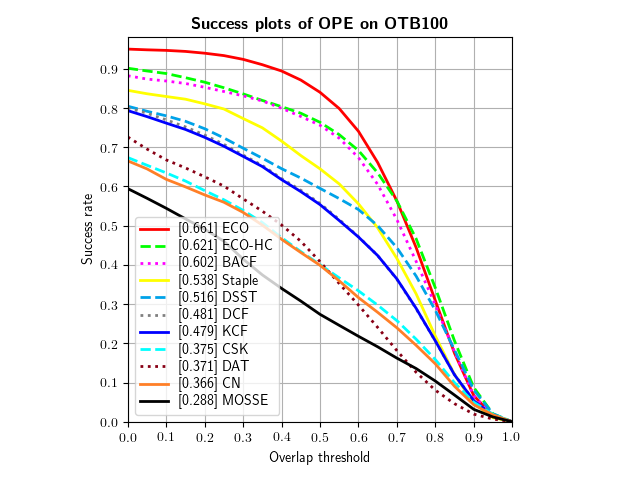 Success plots of OPE on OTB100
Success rate
0.9
0.8
0.7
0.6
0.5
0.4
0.3
0.2
0.1
0.0
[0.661] ECO
[0.621] ECO-HC
[0.602] BACF
[0.538] Staple
[0.516] DSST
[0.481] DCF
[0.479] KCF
[0.375] CSK
[0.371] DAT
[0.366] CN
[0.288] MOSSE
0.0 0.1 0.2 0.3 0.4 0.5 0.6 0.7 0.8 0.9 1.0
Overlap threshold